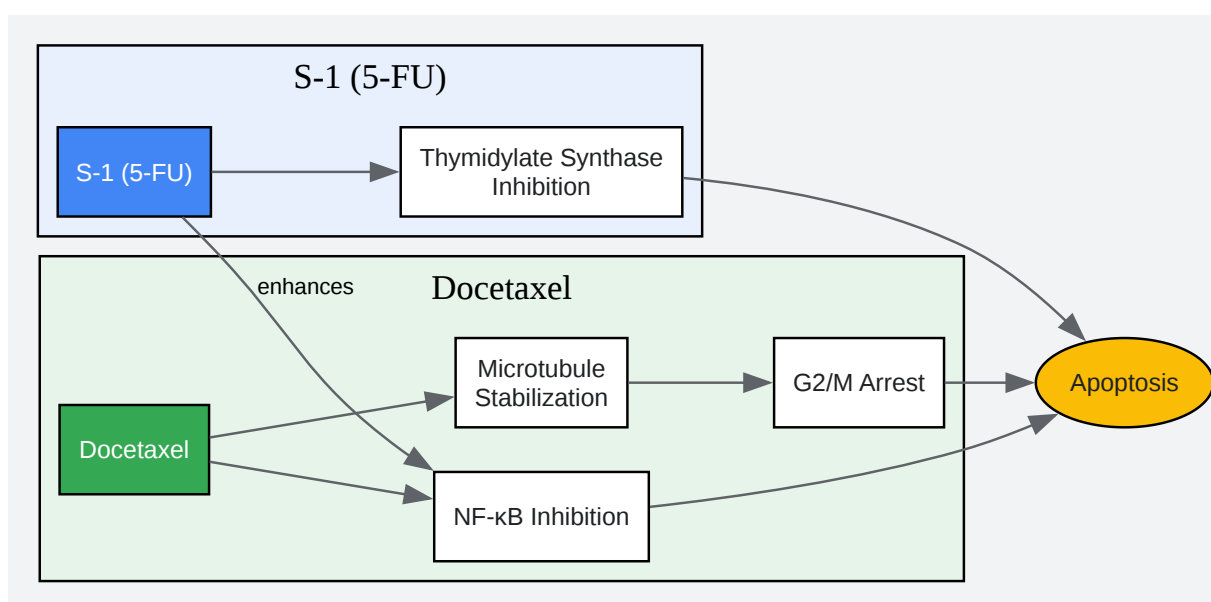 S-1 (5-FU)
S-1 (5-FU)
Thymidylate Synthase
Inhibition
enhances
Docetaxel
Microtubule
Stabilization
G2/M Arrest
Apoptosis
Docetaxel
NF-κB Inhibition